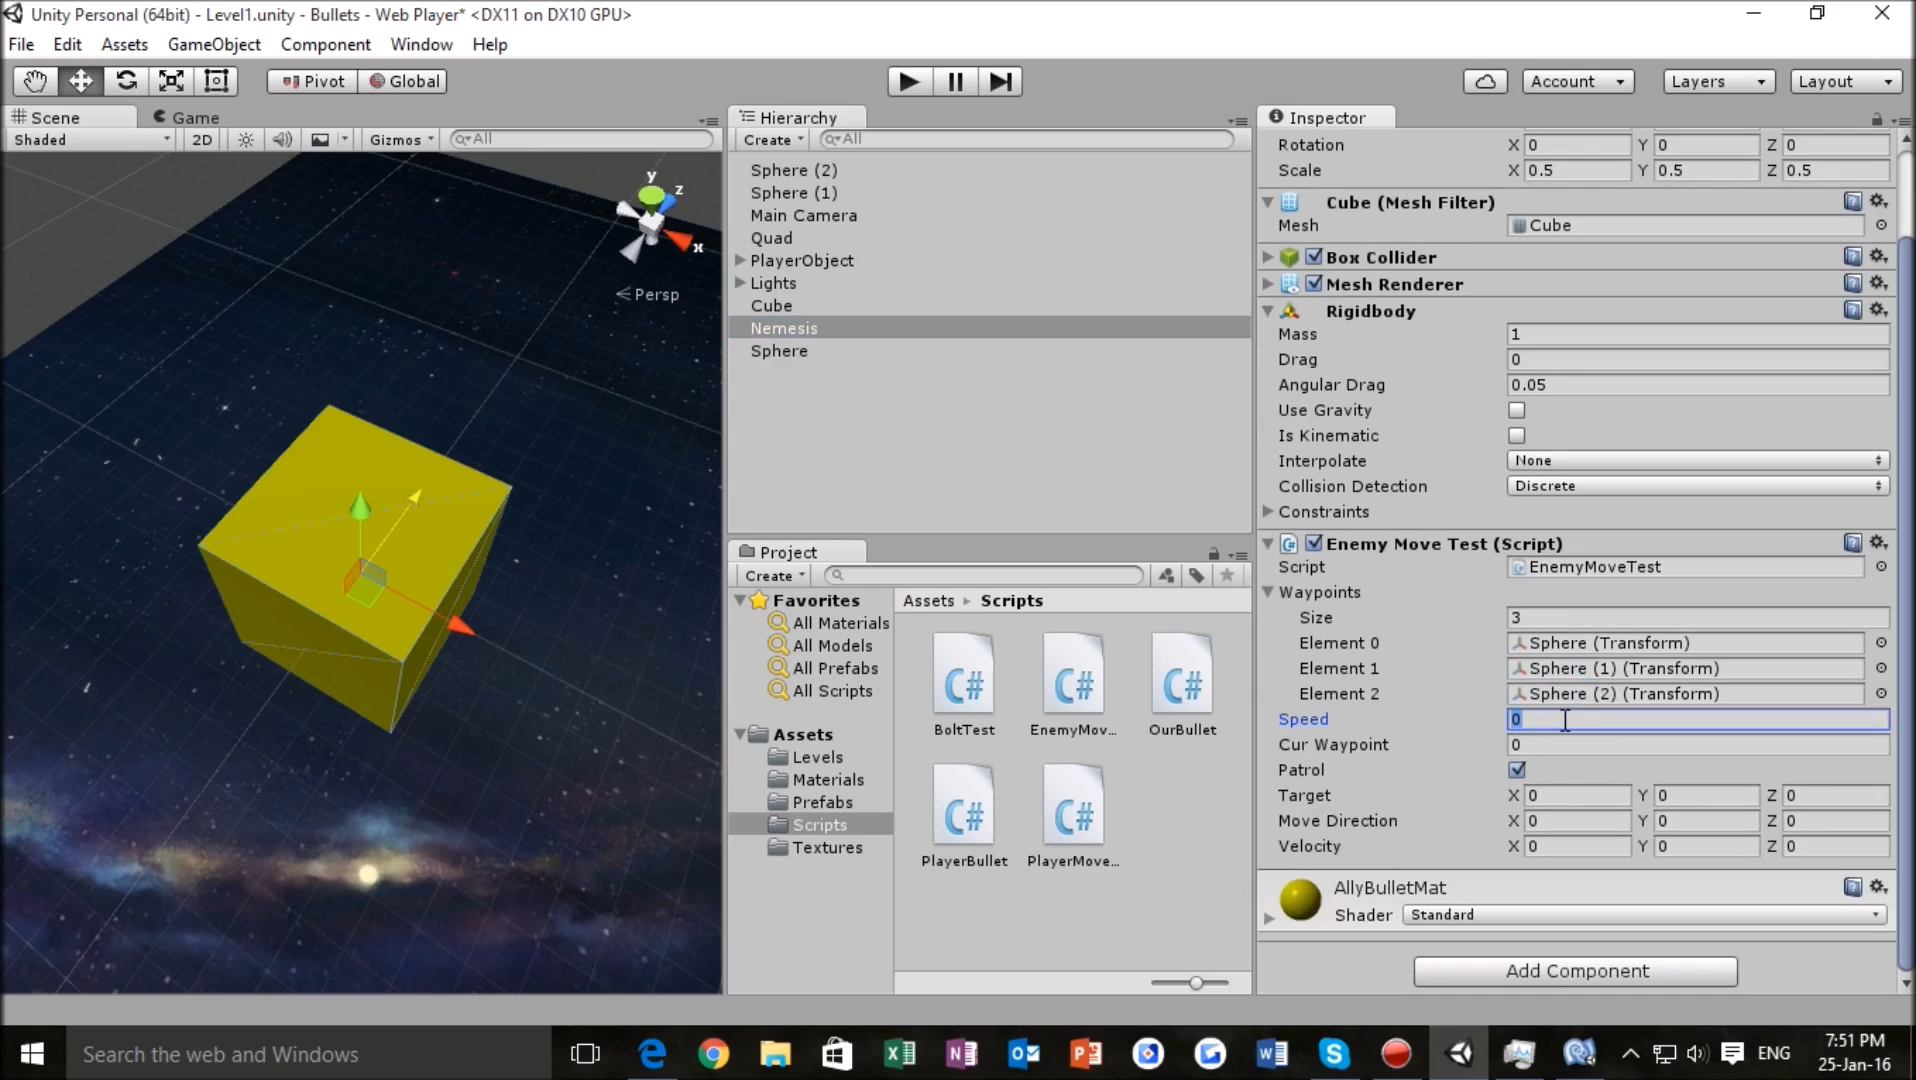 Unity Personal (64bit) - Level1.unity - Bullets - Web Player* <DX11 on DX10 GPU>
File Edit Assets GameObject Component Window Help
Pivot Global Account Layers Layout
Scene Game
Shaded 2D Gizmos All
y
z
x
Persp
Hierarchy
Create All
Sphere (2)
Sphere (1)
Main Camera
Quad
PlayerObject
Lights
Cube
Nemesis
Sphere
Project
Create
Favorites
All Materials
All Models
All Prefabs
All Scripts
Assets
Levels
Materials
Prefabs
Scripts
Textures
Assets Scripts
C# C# C#
BoltTest EnemyMov... OurBullet
C# C#
PlayerBullet PlayerMove...
Inspector
Rotation X 0 Y 0 Z 0
Scale X 0.5 Y 0.5 Z 0.5
Cube (Mesh Filter)
Mesh Cube
Box Collider
Mesh Renderer
Rigidbody
Mass 1
Drag 0
Angular Drag 0.05
Use Gravity
Is Kinematic
Interpolate None
Collision Detection Discrete
Constraints
Enemy Move Test (Script)
Script EnemyMoveTest
Waypoints
Size 3
Element 0 Sphere (Transform)
Element 1 Sphere (1) (Transform)
Element 2 Sphere (2) (Transform)
Speed 0
Cur Waypoint 0
Patrol
Target X 0 Y 0 Z 0
Move Direction X 0 Y 0 Z 0
Velocity X 0 Y 0 Z 0
AllyBulletMat
Shader Standard
Add Component
Search the web and Windows
ENG
7:51 PM
25-Jan-16